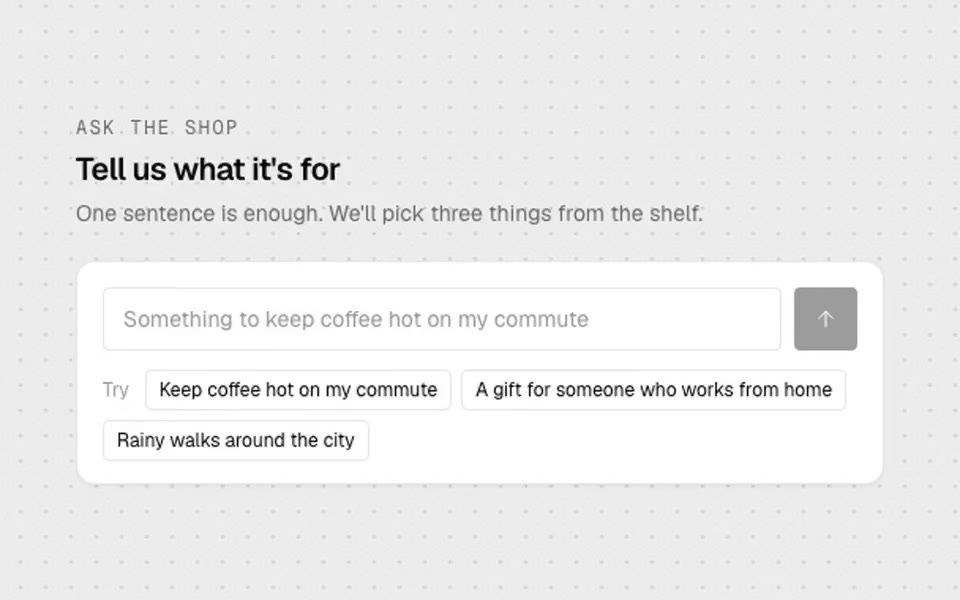 ASK THE SHOP
Tell us what it's for
One sentence is enough. We'll pick three things from the shelf.
Something to keep coffee hot on my commute
Try Keep coffee hot on my commute A gift for someone who works from home
Rainy walks around the city